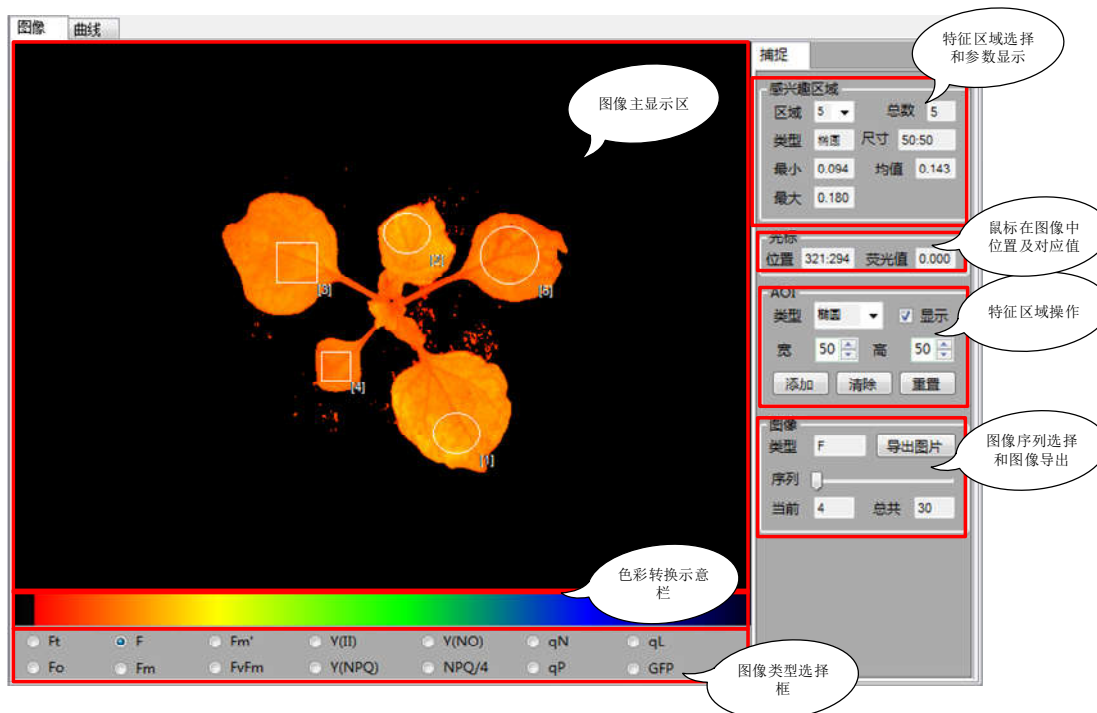 图像 曲线
特征区域选择
和参数显示
捕捉
图像主显示区
感兴趣区域
区域 5 总数 5
类型 椭圆 尺寸 50:50
最小 0.094 均值 0.143
最大 0.180
鼠标在图像中
位置及对应值
光标
位置 321:294 荧光值 0.000
[3]
[2]
[5]
[4]
[1]
AOI
类型 椭圆 显示
宽 50 高 50
添加 清除 重置
特征区域操作
图像
类型 F 导出图片
序列
当前 4 总共 30
图像序列选择
和图像导出
色彩转换示意
栏
Ft F Fm' Y(II) Y(NO) qN qL
Fo Fm FvFm Y(NPQ) NPQ/4 qP GFP
图像类型选择
框